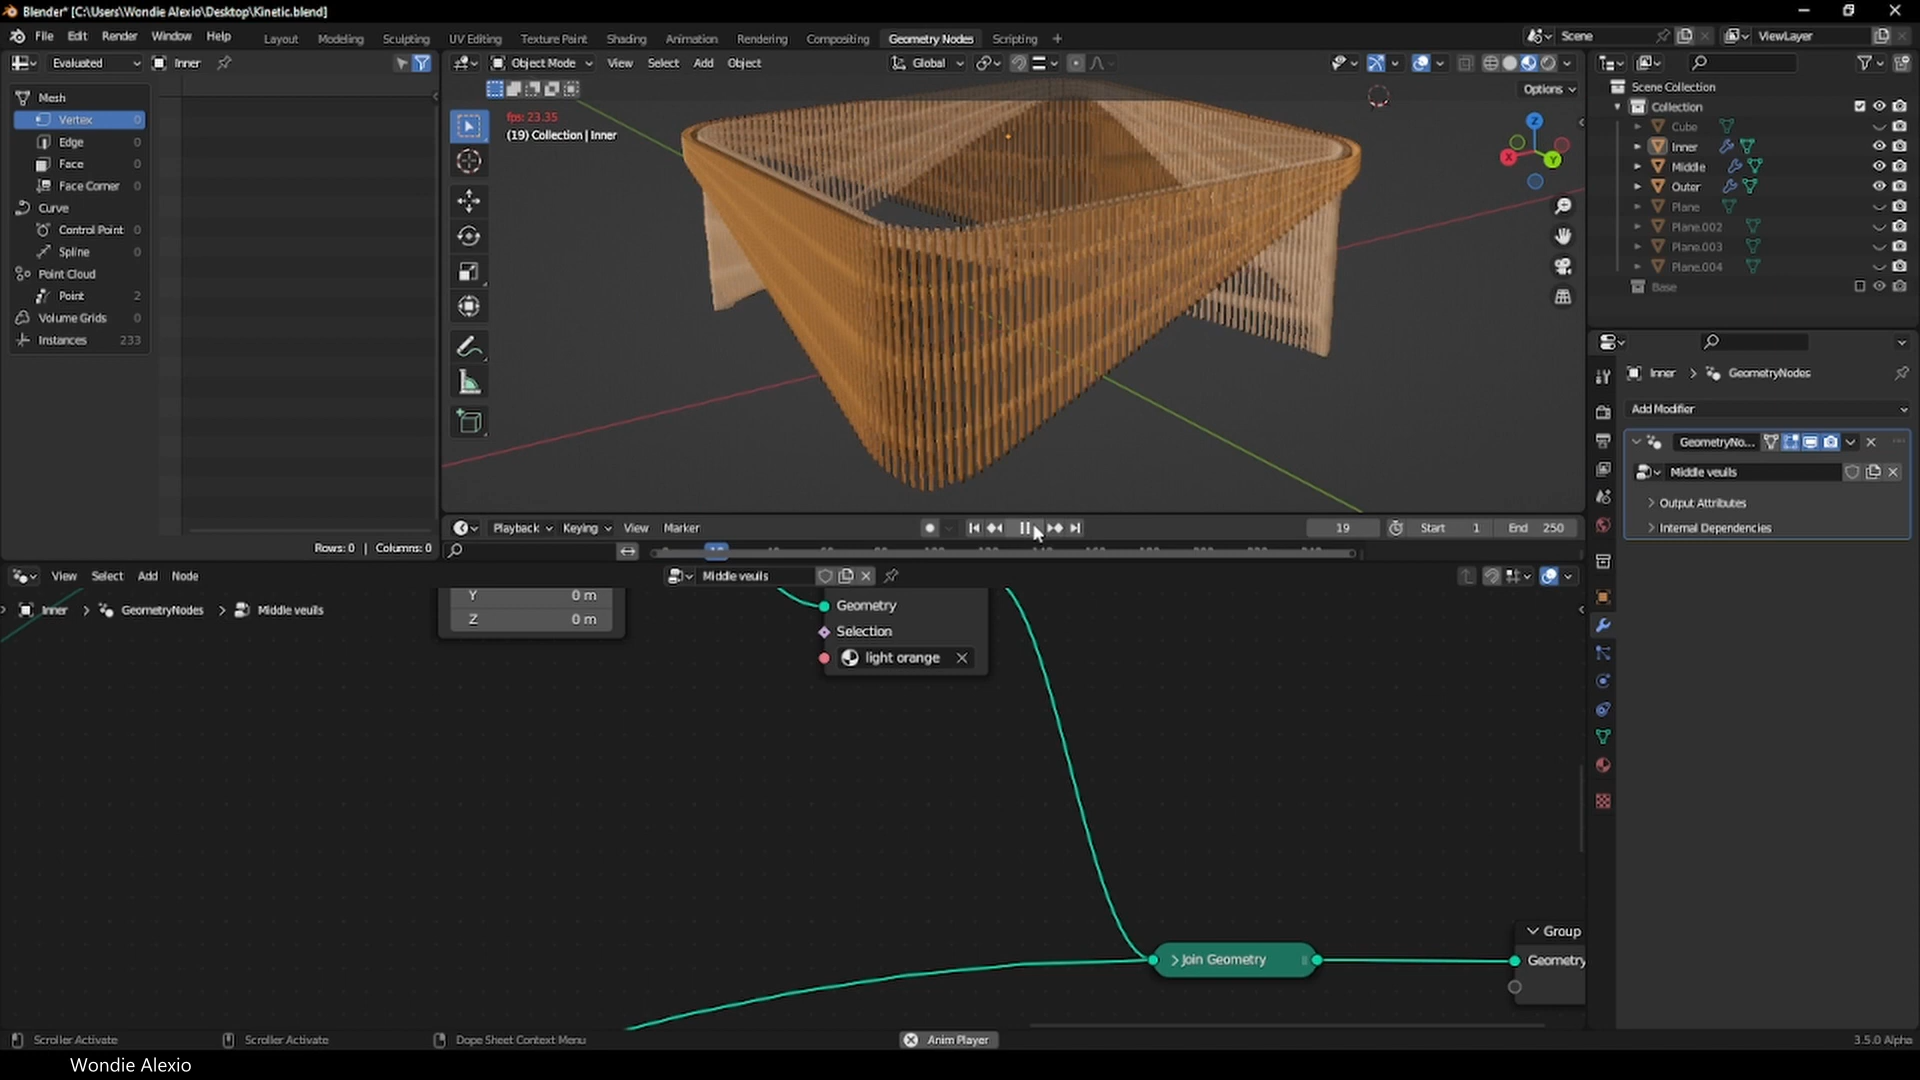 Blender* [C:\Users\Wondie Alexio\Desktop\Kinetic.blend]
File Edit Render Window Help Layout Modeling Sculpting UV Editing Texture Paint Shading Animation Rendering Compositing Geometry Nodes Scripting + Scene ViewLayer
Evaluated Inner
Object Mode View Select Add Object Global
Options
Mesh
Vertex 0
Edge 0
Face 0
Face Corner 0
Curve
Control Point 0
Spline 0
Point Cloud
Point 2
Volume Grids 0
Instances 233
Rows: 0 | Columns: 0
fps: 23.35
(19) Collection | Inner
Z
X
Y
Scene Collection
Collection
Cube
Inner
Middle
Outer
Plane
Plane.002
Plane.003
Plane.004
Base
Inner > GeometryNodes
Add Modifier
GeometryNo...
Middle veuils
Output Attributes
Internal Dependencies
Playback Keying View Marker 19 Start 1 End 250
View Select Add Node Middle veuils
Inner > GeometryNodes > Middle veuils
Y 0 m
Z 0 m
Geometry
Selection
light orange
Join Geometry
Group
Geometry
Scroller Activate Scroller Activate Dope Sheet Context Menu Anim Player 3.5.0 Alpha
Wondie Alexio